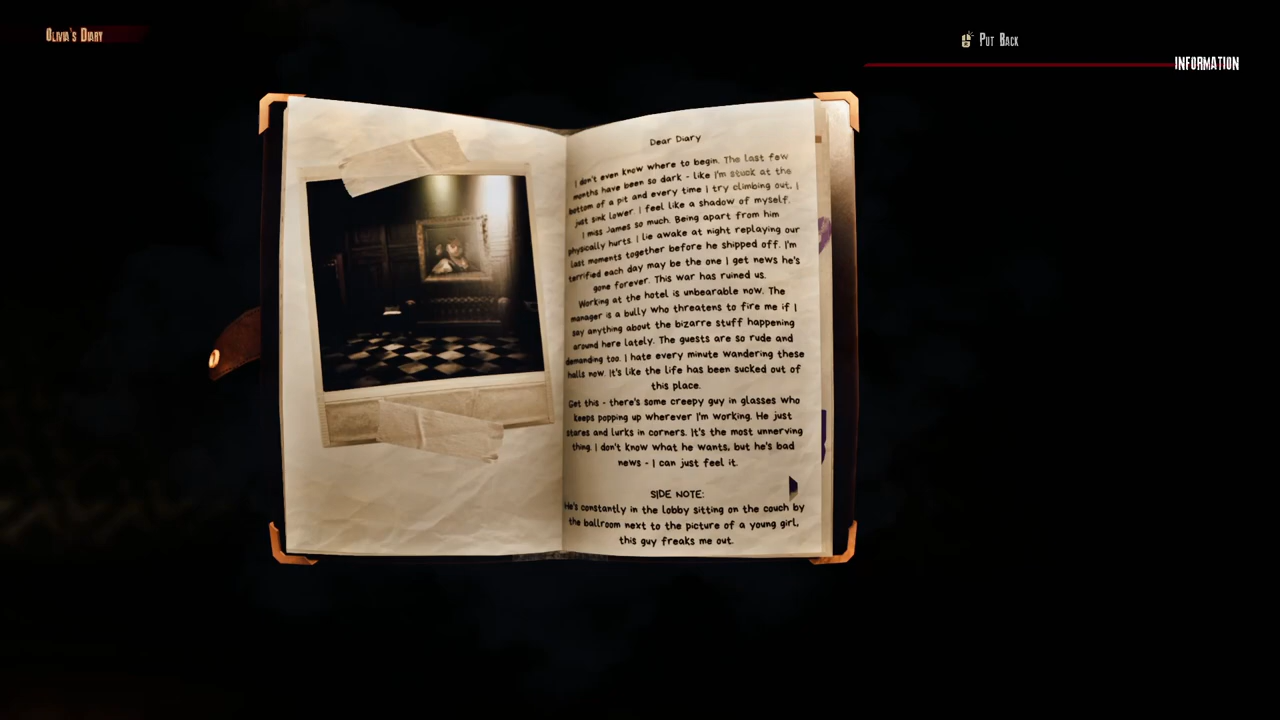 Olivia's Diary
Put Back
INFORMATION
Dear Diary
I don't even know where to begin. The last few
months have been so dark - like I'm stuck at the
bottom of a pit and every time I try climbing out, I
just sink lower. I feel like a shadow of myself.
I miss James so much. Being apart from him
physically hurts. I lie awake at night replaying our
last moments together before he shipped off. I'm
terrified each day may be the one I get news he's
gone forever. This war has ruined us.
Working at the hotel is unbearable now. The
manager is a bully who threatens to fire me if I
say anything about the bizarre stuff happening
around here lately. The guests are so rude and
demanding too. I hate every minute Wandering these
halls now. It's like the life has been sucked out of
this place.
Get this - there's some creepy guy in glasses who
keeps popping up wherever I'm working. He just
stares and lurks in corners. It's the most unnerving
thing. I don't know what he wants, but he's bad
news - I can just feel it.
SIDE NOTE:
He's constantly in the lobby sitting on the couch by
the ballroom next to the picture of a young girl,
this guy freaks me out.